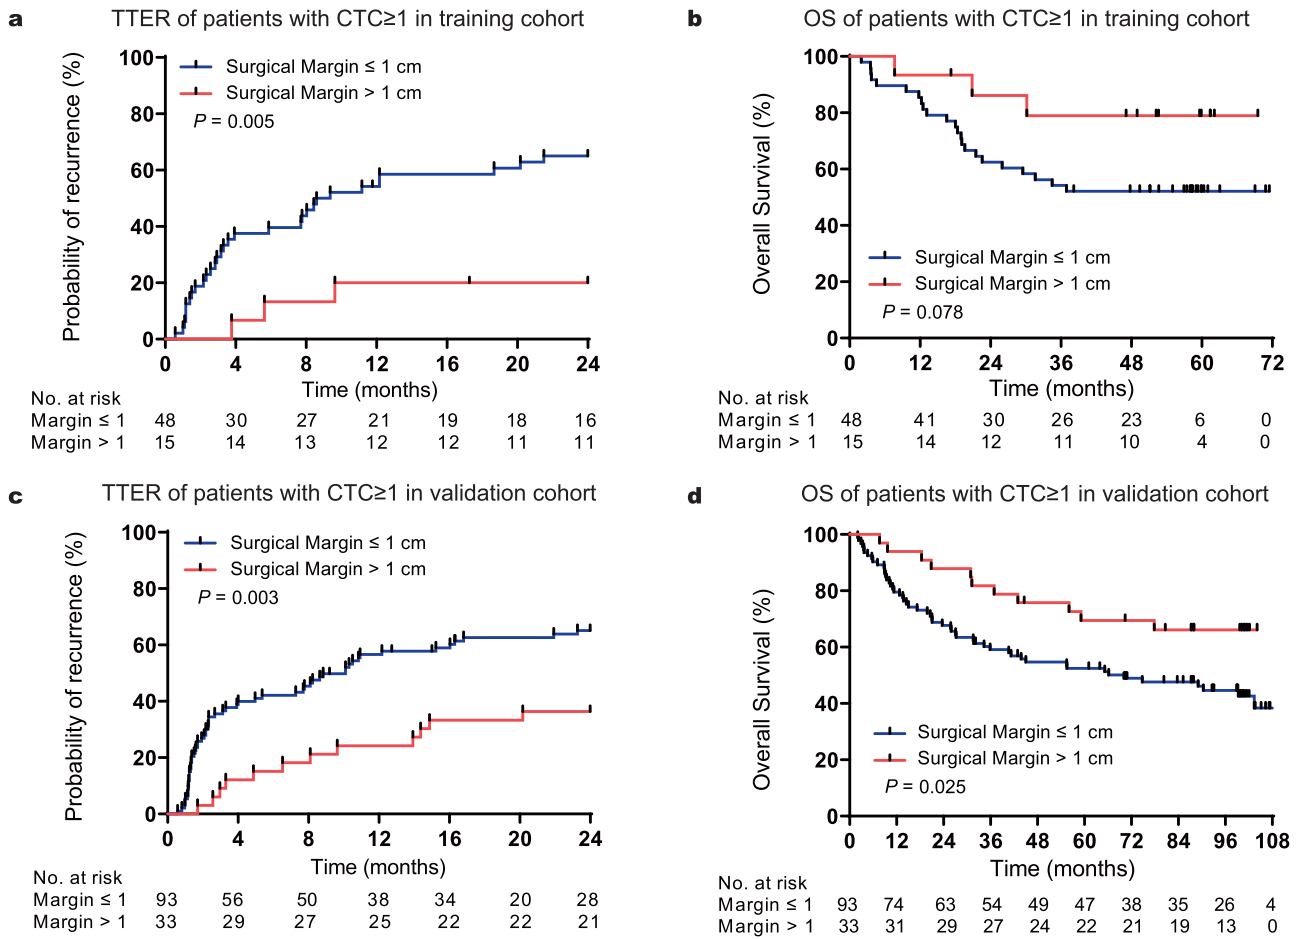 a
TTER of patients with CTC≥1 in training cohort
100
80
60
40
20
0
Probability of recurrence (%)
Surgical Margin ≤ 1 cm
Surgical Margin > 1 cm
P = 0.005
0 4 8 12 16 20 24
Time (months)
No. at risk
Margin ≤ 1 48 30 27 21 19 18 16
Margin > 1 15 14 13 12 12 11 11
b
OS of patients with CTC≥1 in training cohort
100
80
60
40
20
0
Overall Survival (%)
Surgical Margin ≤ 1 cm
Surgical Margin > 1 cm
P = 0.078
0 12 24 36 48 60 72
Time (months)
No. at risk
Margin ≤ 1 48 41 30 26 23 6 0
Margin > 1 15 14 12 11 10 4 0
c
TTER of patients with CTC≥1 in validation cohort
100
80
60
40
20
0
Probability of recurrence (%)
Surgical Margin ≤ 1 cm
Surgical Margin > 1 cm
P = 0.003
0 4 8 12 16 20 24
Time (months)
No. at risk
Margin ≤ 1 93 56 50 38 34 20 28
Margin > 1 33 29 27 25 22 22 21
d
OS of patients with CTC≥1 in validation cohort
100
80
60
40
20
0
Overall Survival (%)
Surgical Margin ≤ 1 cm
Surgical Margin > 1 cm
P = 0.025
0 12 24 36 48 60 72 84 96 108
Time (months)
No. at risk
Margin ≤ 1 93 74 63 54 49 47 38 35 26 4
Margin > 1 33 31 29 27 24 22 21 19 13 0